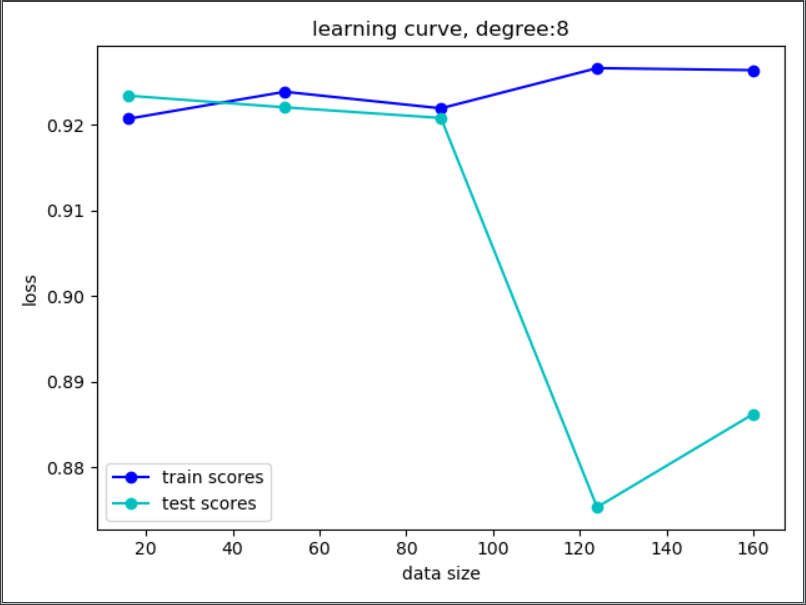 learning curve, degree:8
loss
0.92
0.91
0.90
0.89
0.88
train scores
test scores
20 40 60 80 100 120 140 160
data size